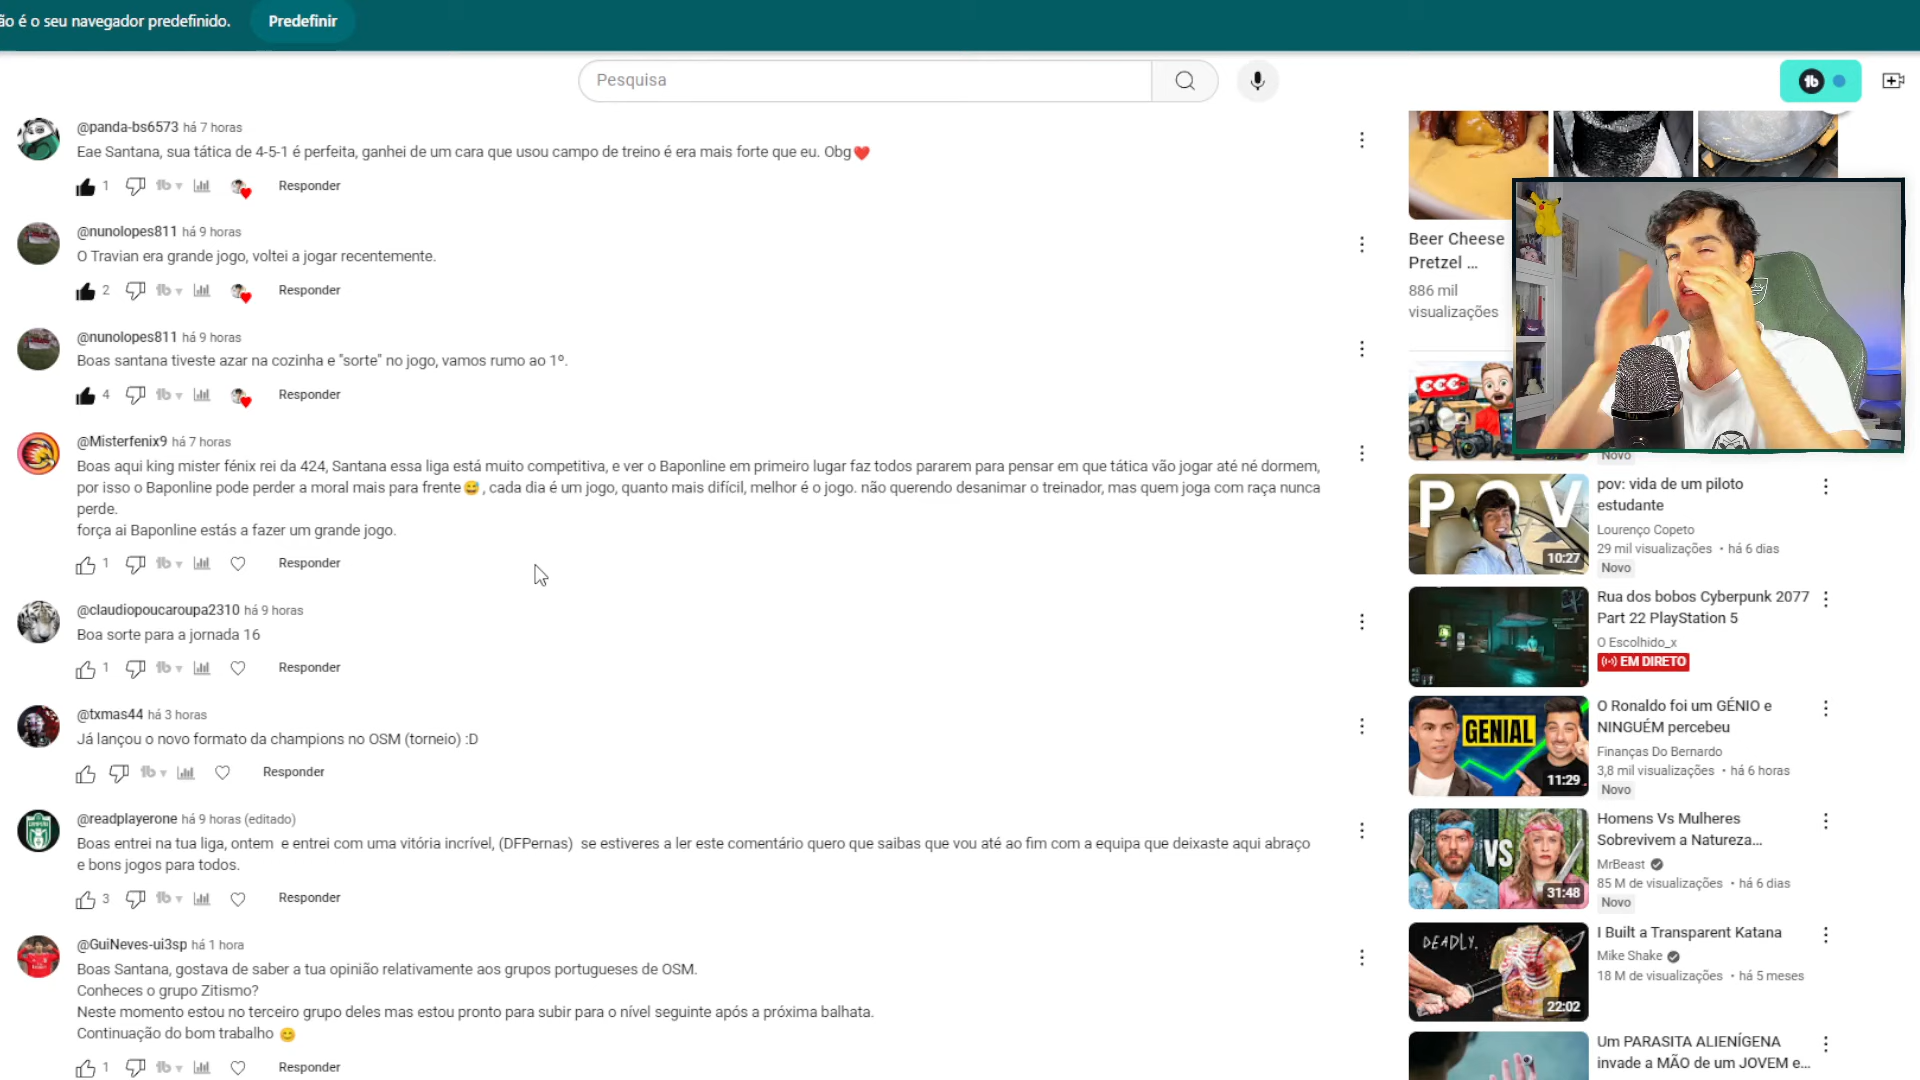 ão é o seu navegador predefinido.
Predefinir
Pesquisa
@panda-bs6573 há 7 horas
Eae Santana, sua tática de 4-5-1 é perfeita, ganhei de um cara que usou campo de treino é era mais forte que eu. Obg❤️
1
Responder
@nunolopes811 há 9 horas
O Travian era grande jogo, voltei a jogar recentemente.
2
Responder
@nunolopes811 há 9 horas
Boas santana tiveste azar na cozinha e "sorte" no jogo, vamos rumo ao 1º.
4
Responder
@Misterfenix9 há 7 horas
Boas aqui king mister fénix rei da 424, Santana essa liga está muito competitiva, e ver o Baponline em primeiro lugar faz todos pararem para pensar em que tática vão jogar até né dormem,
por isso o Baponline pode perder a moral mais para frente😅, cada dia é um jogo, quanto mais difícil, melhor é o jogo. não querendo desanimar o treinador, mas quem joga com raça nunca
perde.
força ai Baponline estás a fazer um grande jogo.
1
Responder
@claudiopoucaroupa2310 há 9 horas
Boa sorte para a jornada 16
1
Responder
@txmas44 há 3 horas
Já lançou o novo formato da champions no OSM (torneio) :D
Responder
@readplayerone há 9 horas (editado)
Boas entrei na tua liga, ontem e entrei com uma vitória incrível, (DFPernas) se estiveres a ler este comentário quero que saibas que vou até ao fim com a equipa que deixaste aqui abraço
e bons jogos para todos.
3
Responder
@GuiNeves-ui3sp há 1 hora
Boas Santana, gostava de saber a tua opinião relativamente aos grupos portugueses de OSM.
Conheces o grupo Zitismo?
Neste momento estou no terceiro grupo deles mas estou pronto para subir para o nível seguinte após a próxima balhata.
Continuação do bom trabalho 😊
1
Responder
Beer Cheese
Pretzel ...
886 mil
visualizações
€€€
Novo
POV
10:27
pov: vida de um piloto
estudante
Lourenço Copeto
29 mil visualizações • há 6 dias
Novo
Rua dos bobos Cyberpunk 2077
Part 22 PlayStation 5
O Escolhido_x
EM DIRETO
GENIAL
11:29
O Ronaldo foi um GÉNIO e
NINGUÉM percebeu
Finanças Do Bernardo
3,8 mil visualizações • há 6 horas
Novo
VS
31:48
Homens Vs Mulheres
Sobrevivem a Natureza...
MrBeast
85 M de visualizações • há 6 dias
Novo
DEADLY.
22:02
I Built a Transparent Katana
Mike Shake
18 M de visualizações • há 5 meses
Um PARASITA ALIENÍGENA
invade a MÃO de um JOVEM e...